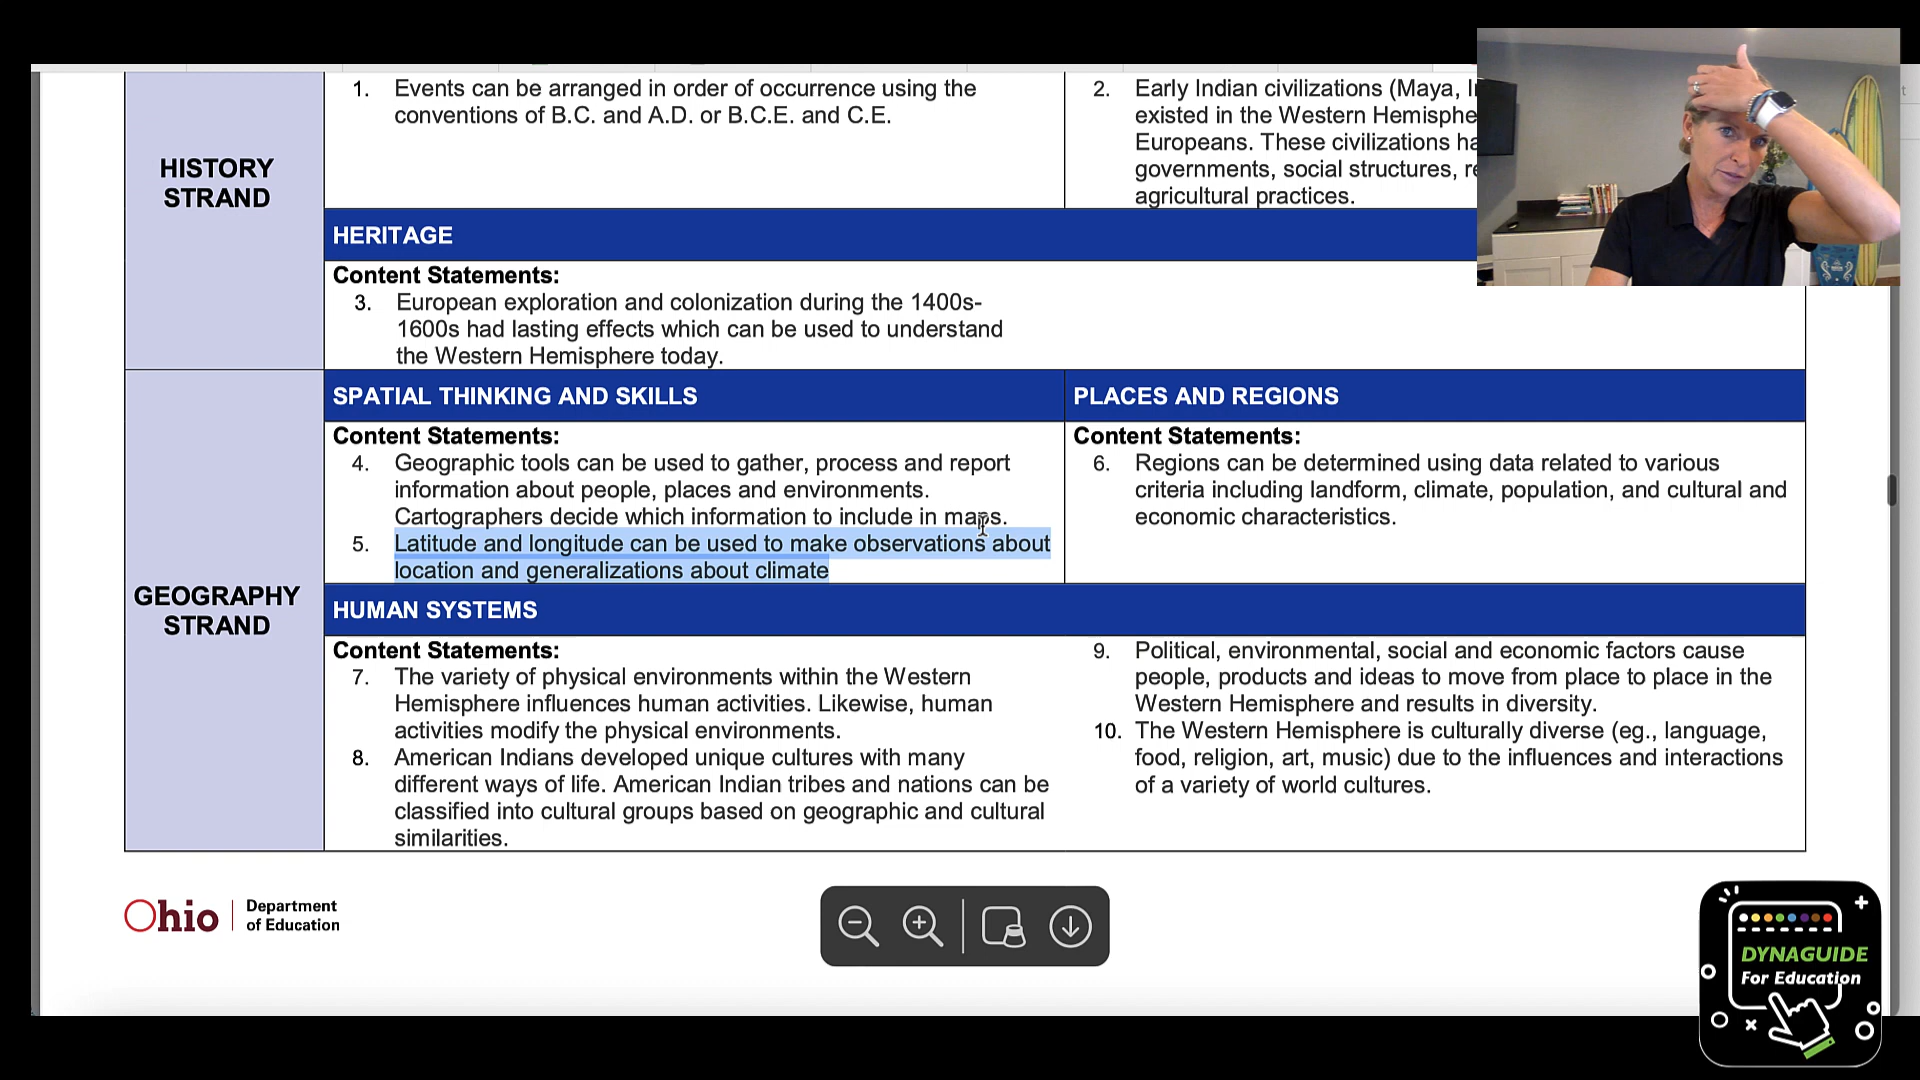 HISTORY
STRAND
1. Events can be arranged in order of occurrence using the
conventions of B.C. and A.D. or B.C.E. and C.E.
2. Early Indian civilizations (Maya,
existed in the Western
Europeans. These civilizations
governments, social structures,
agricultural practices.
HERITAGE
Content Statements:
3. European exploration and colonization during the 1400s-
1600s had lasting effects which can be used to understand
the Western Hemisphere today.
GEOGRAPHY
STRAND
SPATIAL THINKING AND SKILLS
Content Statements:
4. Geographic tools can be used to gather, process and report
information about people, places and environments.
Cartographers decide which information to include in maps.
5. Latitude and longitude can be used to make observations about
location and generalizations about climate
PLACES AND REGIONS
Content Statements:
6. Regions can be determined using data related to various
criteria including landform, climate, population, and cultural and
economic characteristics.
HUMAN SYSTEMS
Content Statements:
7. The variety of physical environments within the Western
Hemisphere influences human activities. Likewise, human
activities modify the physical environments.
8. American Indians developed unique cultures with many
different ways of life. American Indian tribes and nations can be
classified into cultural groups based on geographic and cultural
similarities.
9. Political, environmental, social and economic factors cause
people, products and ideas to move from place to place in the
Western Hemisphere and results in diversity.
10. The Western Hemisphere is culturally diverse (eg., language,
food, religion, art, music) due to the influences and interactions
of a variety of world cultures.
Ohio
Department
of Education
DYNAGUIDE
For Education